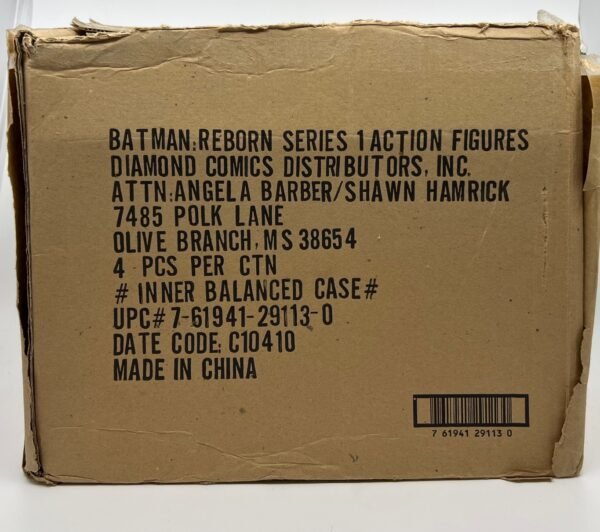 BATMAN:REBORN SERIES 1 ACTION FIGURES
DIAMOND COMICS DISTRIBUTORS, INC.
ATTN:ANGELA BARBER/SHAWN HAMRICK
7485 POLK LANE
OLIVE BRANCH, MS 38654
4 PCS PER CTN
# INNER BALANCED CASE#
UPC# 7-61941-29113-0
DATE CODE: C10410
MADE IN CHINA
7 61941 29113 0